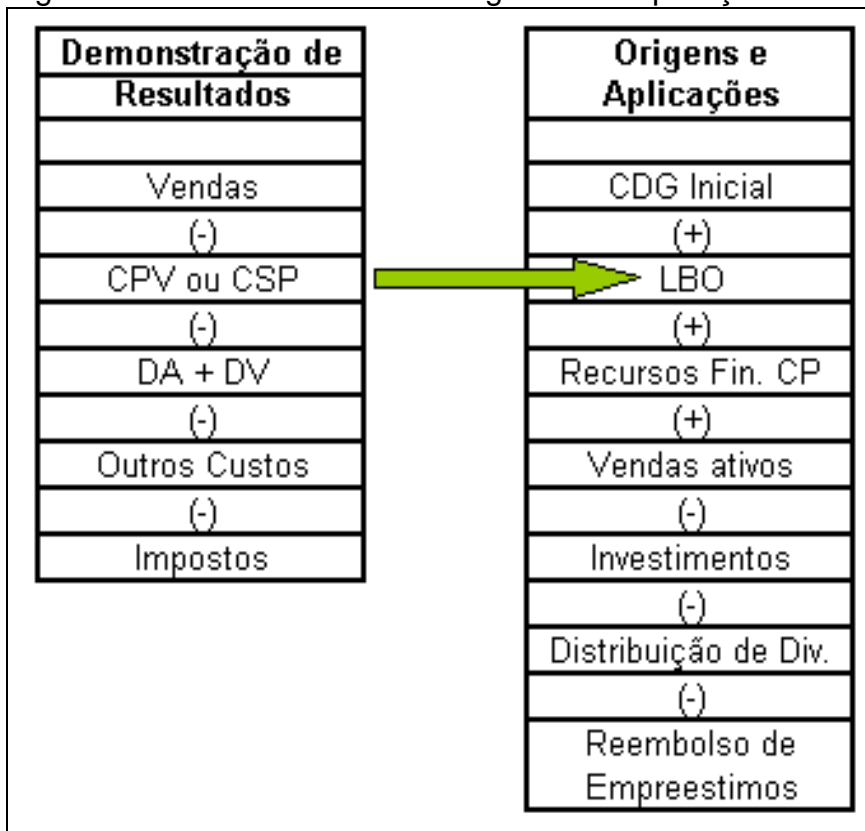 Demonstração de
Resultados
Vendas
(-)
CPV ou CSP
(-)
DA + DV
(-)
Outros Custos
(-)
Impostos
Origens e
Aplicações
CDG Inicial
(+)
LBO
(+)
Recursos Fin. CP
(+)
Vendas ativos
(-)
Investimentos
(-)
Distribuição de Div.
(-)
Reembolso de
Empreestimos